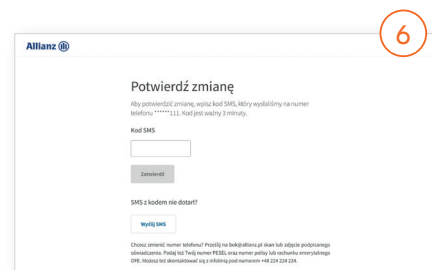 6
Allianz
Potwierdź zmianę
Aby potwierdzić zmianę, wpisz kod SMS, który wysłaliśmy na numer
telefonu ******111. Kod jest ważny 3 minuty.
Kod SMS
Zatwierdź
SMS z kodem nie dotarł?
Wyślij SMS
Chcesz zmienić numer telefonu? Prześlij na bok@allianz.pl skan lub zdjęcie podpisanego
oświadczenia. Podaj też Twój numer PESEL oraz numer polisy lub rachunku emerytalnego
OFE. Możesz też skontaktować się z infolinią pod numerem +48 224 224 224.